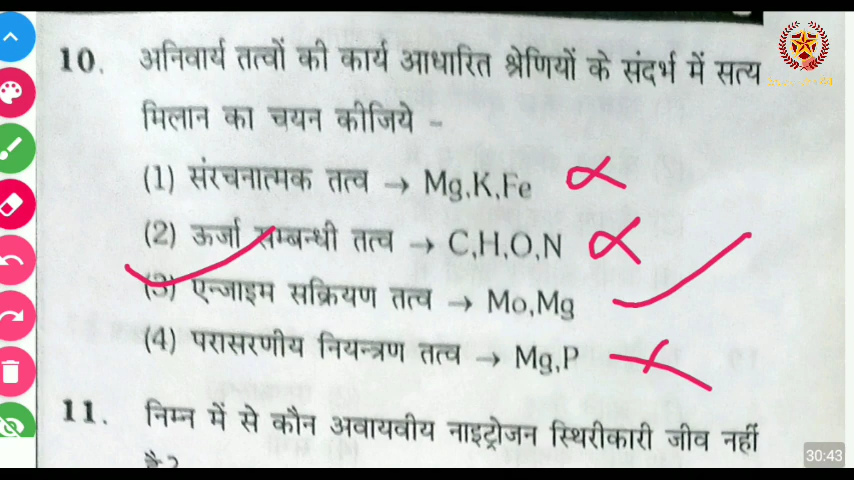 10. अनिवार्य तत्वों की कार्य आधारित श्रेणियों के संदर्भ में सत्य
मिलान का चयन कीजिये -
(1) संरचनात्मक तत्व → Mg,K,Fe
(2) ऊर्जा सम्बन्धी तत्व → C,H,O,N
(3) एन्जाइम सक्रियण तत्व → Mo,Mg
(4) परासरणीय नियन्त्रण तत्व → Mg,P
11. निम्न में से कौन अवायवीय नाइट्रोजन स्थिरीकारी जीव नहीं
है?
30:43